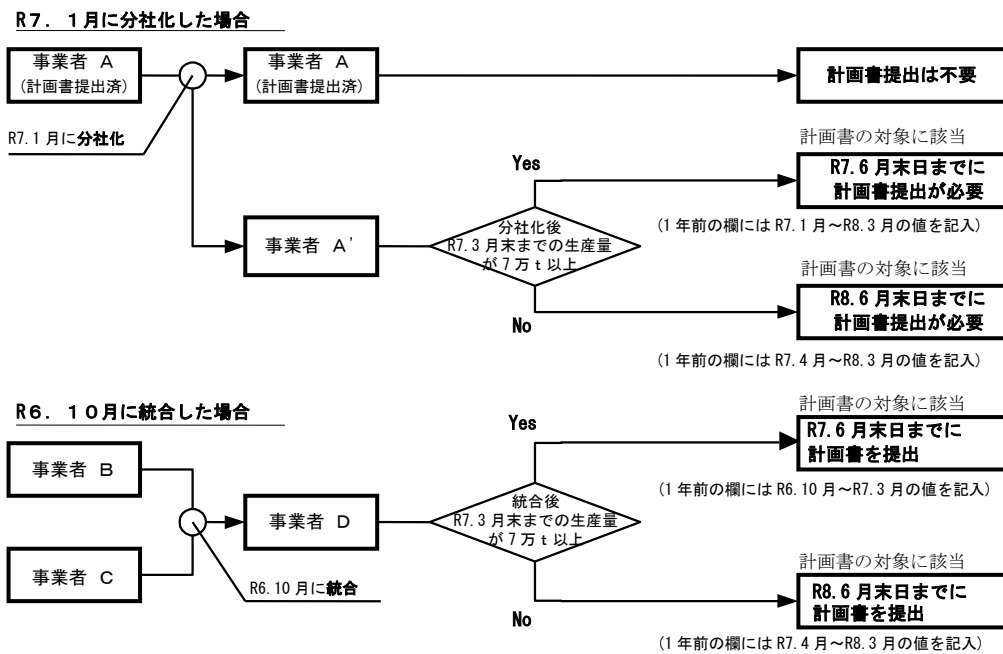 R7．1月に分社化した場合
事業者 A
(計画書提出済)
事業者 A
(計画書提出済)
計画書提出は不要
R7.1月に分社化
計画書の対象に該当
Yes
R7.6月末日までに
計画書提出が必要
(1年前の欄にはR7.1月～R8.3月の値を記入)
事業者 A'
分社化後
R7.3月末までの生産量
が7万t以上
計画書の対象に該当
No
R8.6月末日までに
計画書提出が必要
(1年前の欄にはR7.4月～R8.3月の値を記入)
R6．10月に統合した場合
計画書の対象に該当
Yes
R7.6月末日までに
計画書を提出
(1年前の欄にはR6.10月～R7.3月の値を記入)
事業者 B
事業者 D
統合後
R7.3月末までの生産量
が7万t以上
事業者 C
R6.10月に統合
計画書の対象に該当
No
R8.6月末日までに
計画書を提出
(1年前の欄にはR7.4月～R8.3月の値を記入)